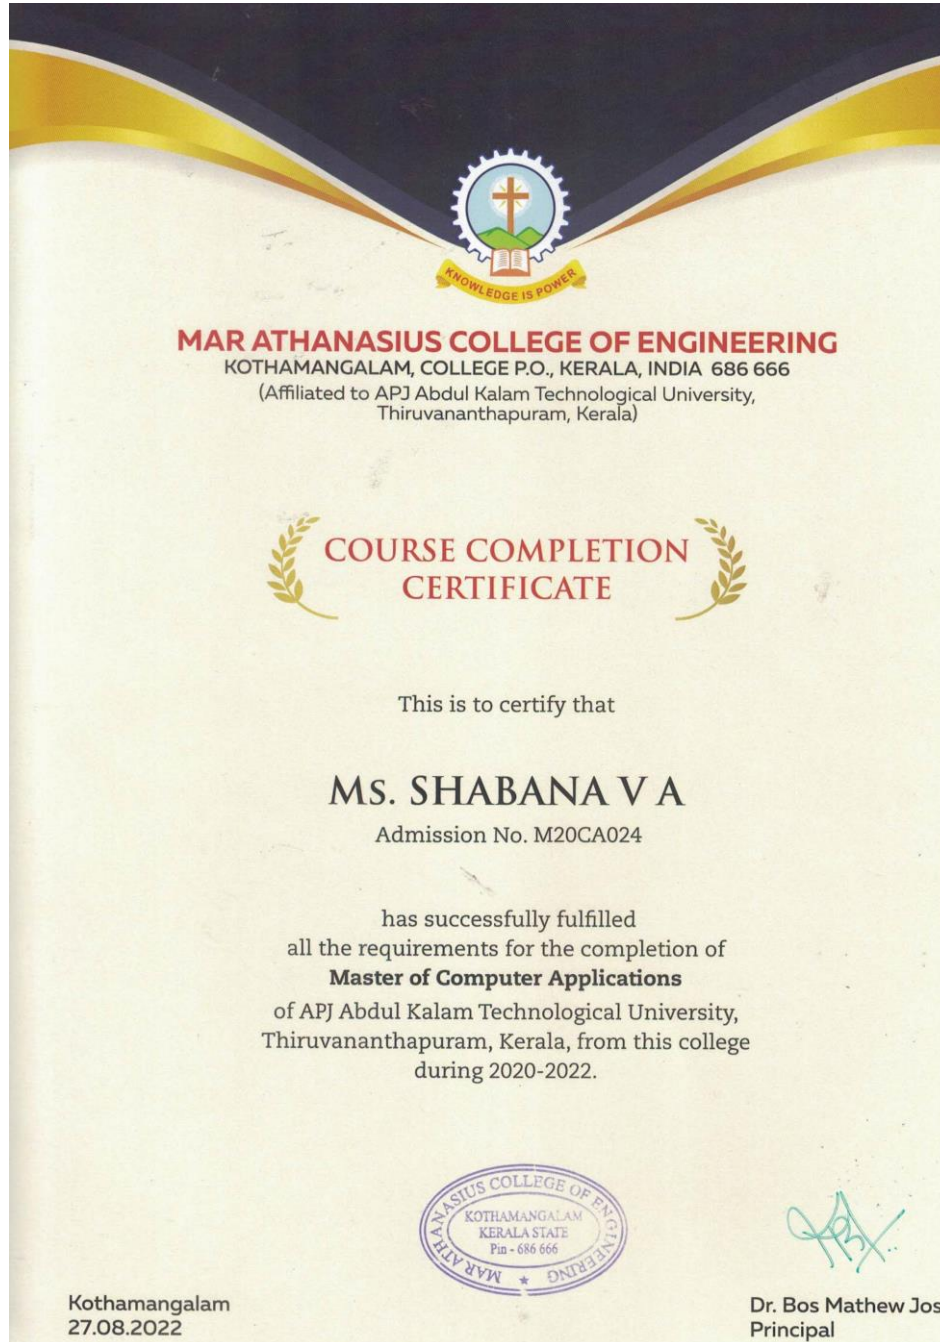 KNOWLEDGE IS POWER
MAR ATHANASIUS COLLEGE OF ENGINEERING
KOTHAMANGALAM, COLLEGE P.O., KERALA, INDIA 686 666
(Affiliated to APJ Abdul Kalam Technological University,
Thiruvananthapuram, Kerala)
COURSE COMPLETION
CERTIFICATE
This is to certify that
Ms. SHABANA V A
Admission No. M20CA024
has successfully fulfilled
all the requirements for the completion of
Master of Computer Applications
of APJ Abdul Kalam Technological University,
Thiruvananthapuram, Kerala, from this college
during 2020-2022.
MAR ATHANASIUS COLLEGE OF ENGINEERING
KOTHAMANGALAM
KERALA STATE
Pin - 686 666
Kothamangalam
27.08.2022
Dr. Bos Mathew Jos
Principal